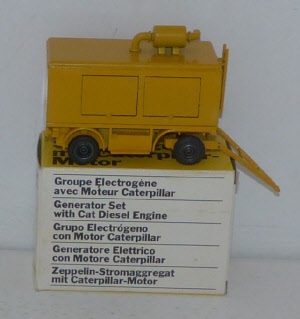 Motor
Groupe Electrogène
avec Moteur Caterpillar
Generator Set
with Cat Diesel Engine
Grupo Electrógeno
con Motor Caterpillar
Generatore Elettrico
con Motore Caterpillar
Zeppelin-Stromaggregat
mit Caterpillar-Motor